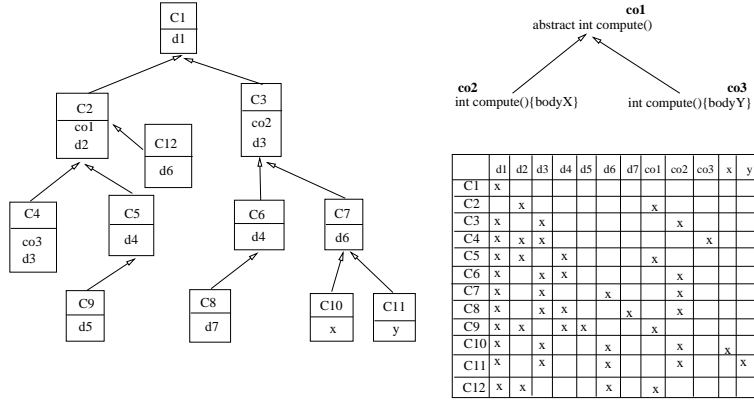 C1
d1
C2
co1
d2
C12
d6
C3
co2
d3
C4
co3
d3
C5
d4
C6
d4
C7
d6
C9
d5
C8
d7
C10
x
C11
y
co1
abstract int compute()
co2
int compute(){bodyX}
co3
int compute(){bodyY}
d1 d2 d3 d4 d5 d6 d7 co1 co2 co3 x y
C1 x
C2 x x
C3 x x x
C4 x x x x
C5 x x x x
C6 x x x x
C7 x x x x
C8 x x x x x
C9 x x x x x
C10 x x x x x
C11 x x x x x
C12 x x x x